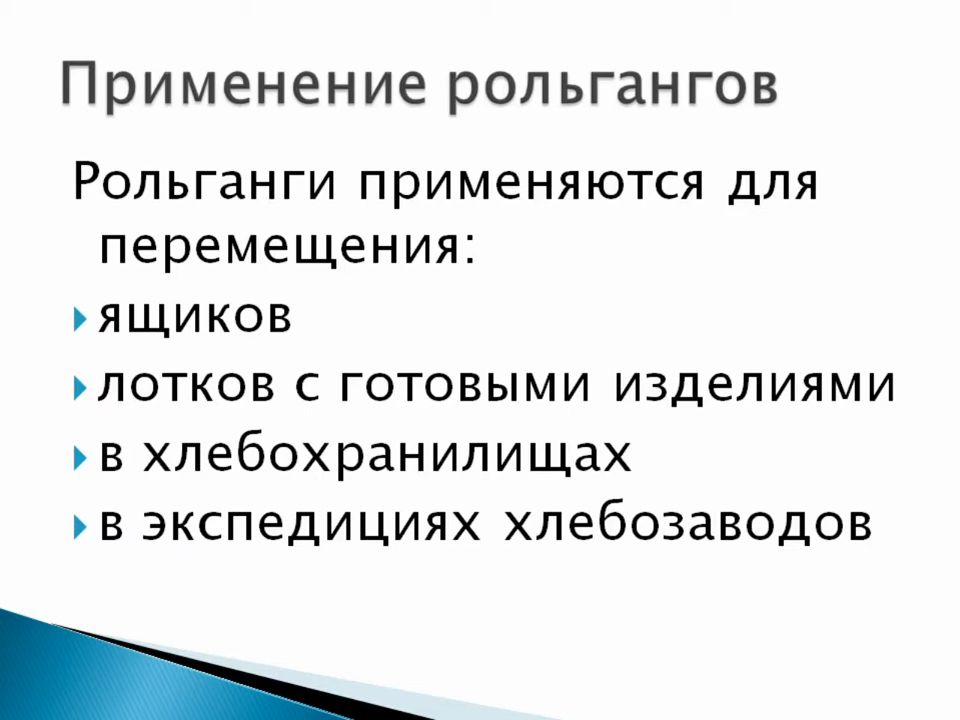 Применение рольгангов
Рольганги применяются для
перемещения:
ящиков
лотков с готовыми изделиями
в хлебохранилищах
в экспедициях хлебозаводов